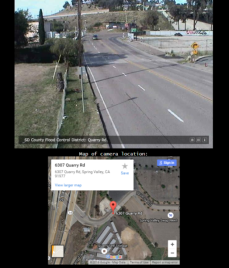 SD County Flood Control District: Quarry Rd.
Map of camera location:
6307 Quarry Rd
6307 Quarry Rd, Spring Valley, CA
91977
Save
View larger map
6307 Quarry Rd